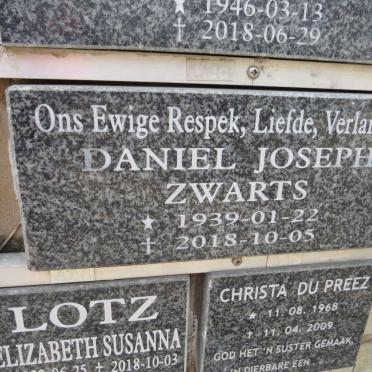 ★ 1946-03-13
† 2018-06-29
Ons Ewige Respek, Liefde,
DANIEL JOSEPH
ZWARTS
★ 1939-01-22
† 2018-10-05
LOTZ
ELIZABETH SUSANNA
† 2018-10-03
CHRISTA DU PREEZ
★ 11. 08. 1968
† 11. 04. 2009
GOD HET 'N SUSTER GEMAAK,
DIERBARE EEN